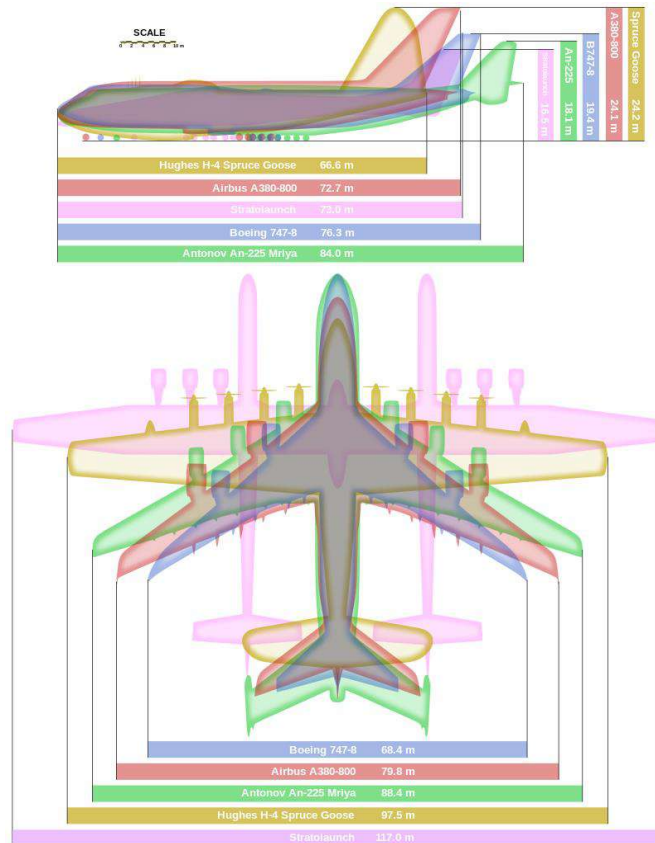 SCALE
0 2 4 6 8 10 m
Stratolaunch 16.5 m
An-225 18.1 m
B747-8 19.4 m
A380-800 24.1 m
Spruce Goose 24.2 m
Hughes H-4 Spruce Goose 66.6 m
Airbus A380-800 72.7 m
Stratolaunch 73.0 m
Boeing 747-8 76.3 m
Antonov An-225 Mriya 84.0 m
Boeing 747-8 68.4 m
Airbus A380-800 79.8 m
Antonov An-225 Mriya 88.4 m
Hughes H-4 Spruce Goose 97.5 m
Stratolaunch 117.0 m